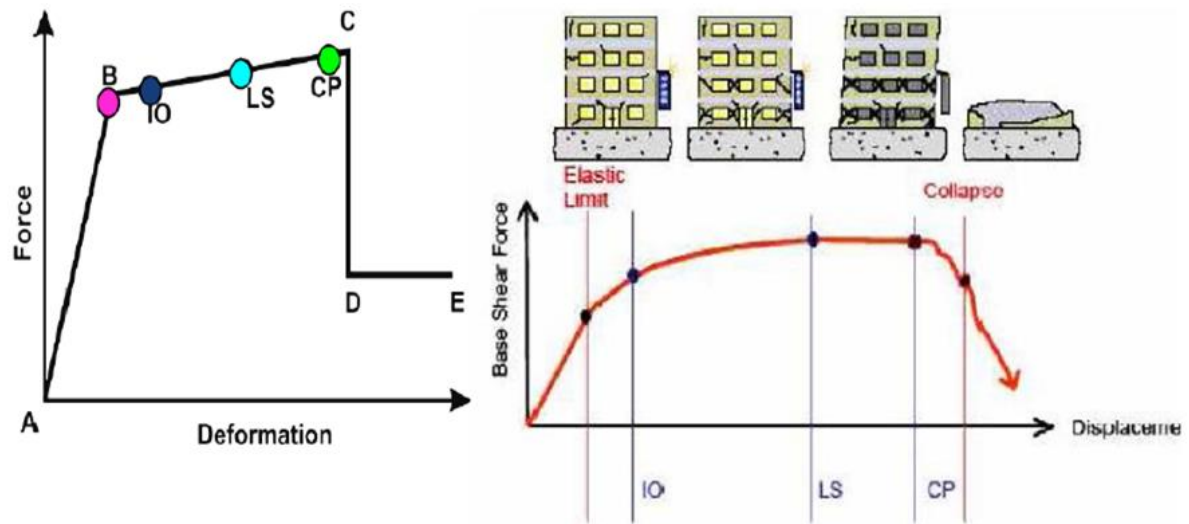 C
B
IO
LS
CP
Force
D
E
A
Deformation
Elastic
Limit
Collapse
Base Shear Force
Displaceme
IO
LS
CP